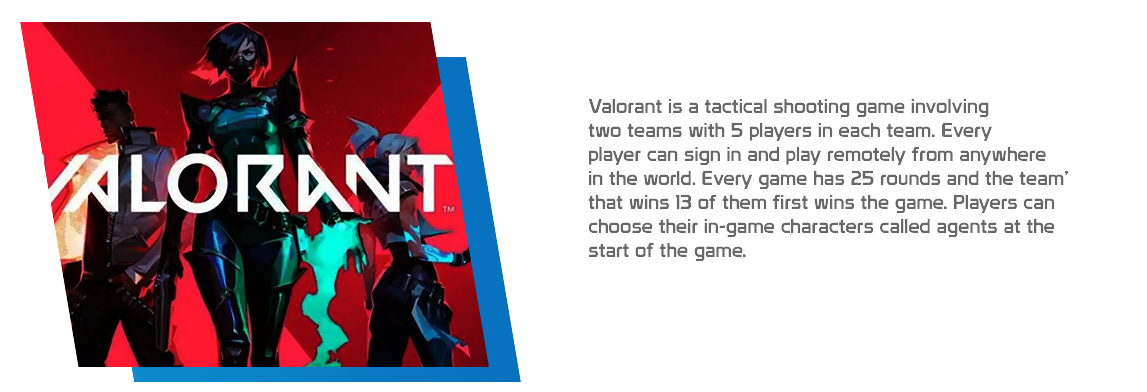 VALORANT
TM
Valorant is a tactical shooting game involving
two teams with 5 players in each team. Every
player can sign in and play remotely from anywhere
in the world. Every game has 25 rounds and the team'
that wins 13 of them first wins the game. Players can
choose their in-game characters called agents at the
start of the game.